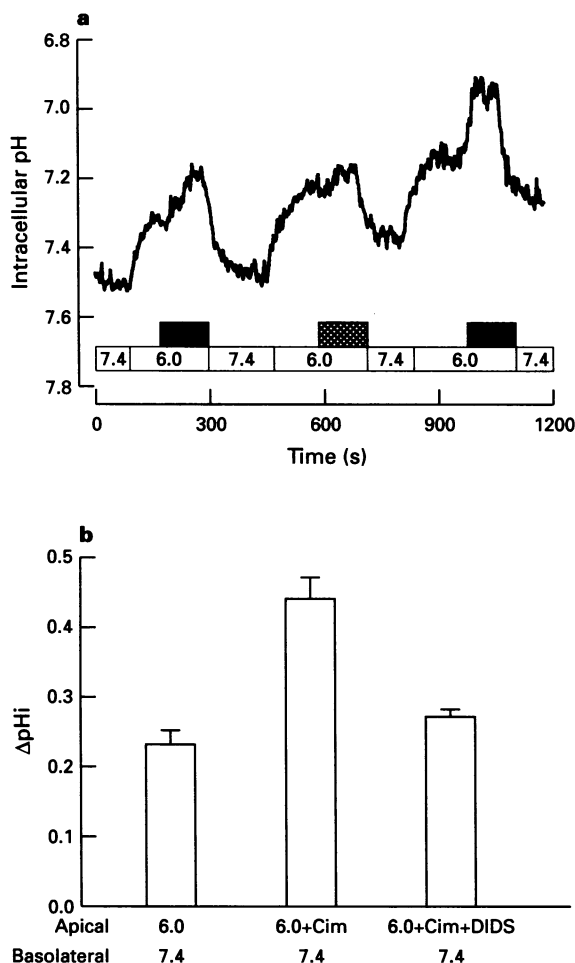 a
6.8
7.0
7.2
7.4
7.6
7.8
Intracellular pH
7.4 6.0 7.4 6.0 7.4 6.0 7.4
0 300 600 900 1200
Time (s)
b
0.5
0.4
0.3
0.2
0.1
0.0
ΔpHi
Apical 6.0 6.0+Cim 6.0+Cim+DIDS
Basolateral 7.4 7.4 7.4